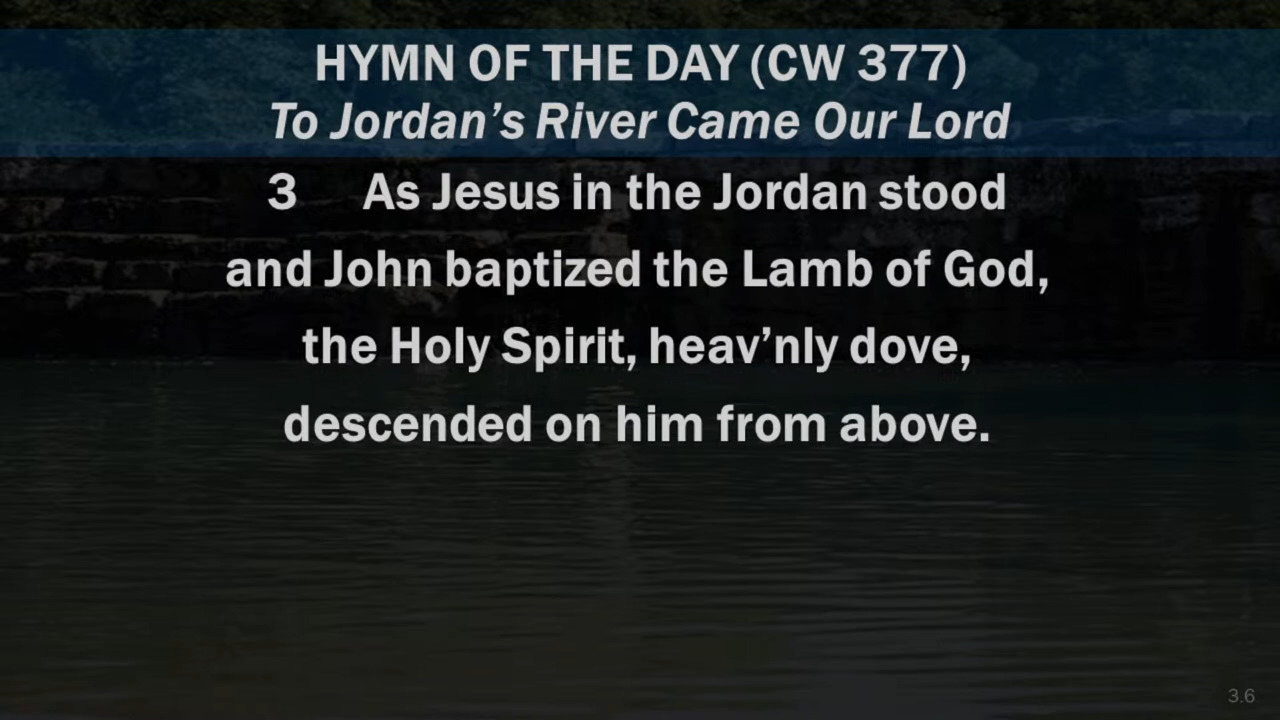 HYMN OF THE DAY (CW 377)
To Jordan’s River Came Our Lord
3 As Jesus in the Jordan stood
and John baptized the Lamb of God,
the Holy Spirit, heav’nly dove,
descended on him from above.
3.6